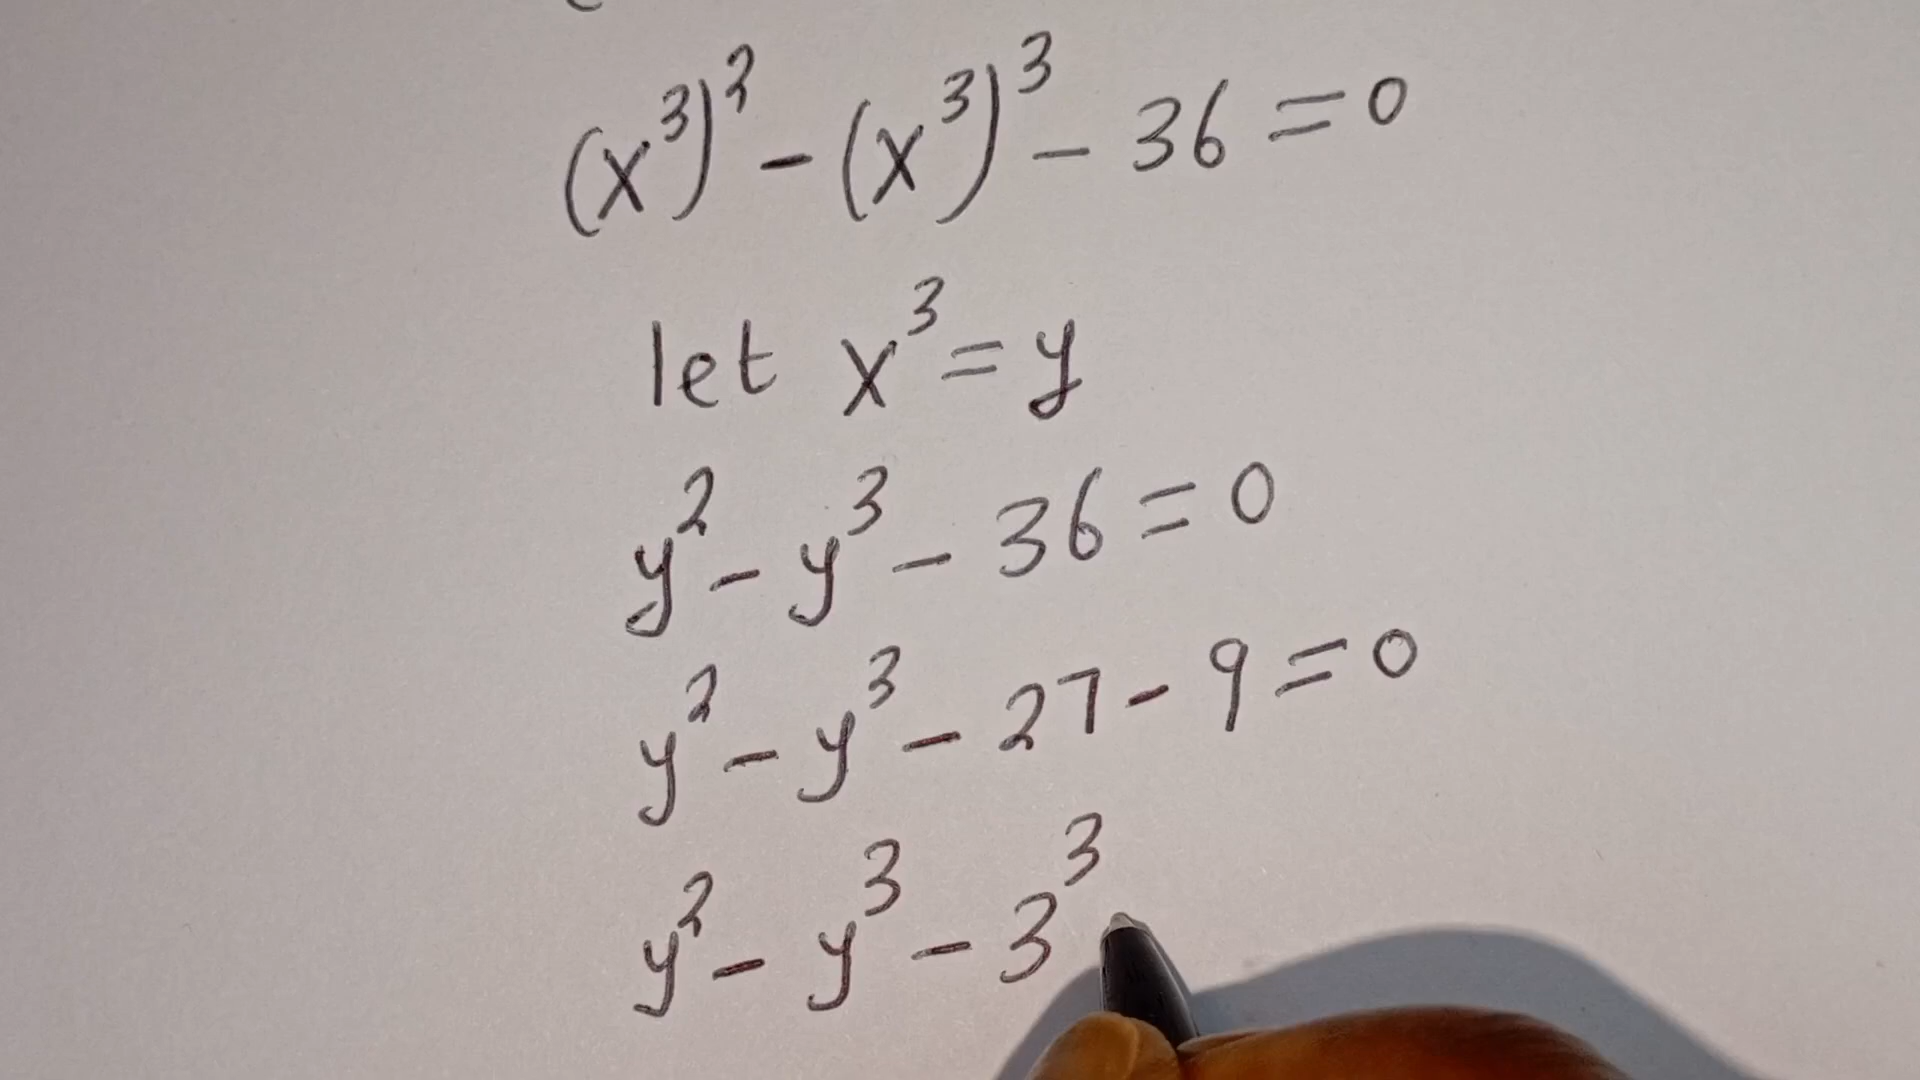 (x³)² - (x³)³ - 36 = 0
let x³ = y
y² - y³ - 36 = 0
y² - y³ - 27 - 9 = 0
y² - y³ - 3³